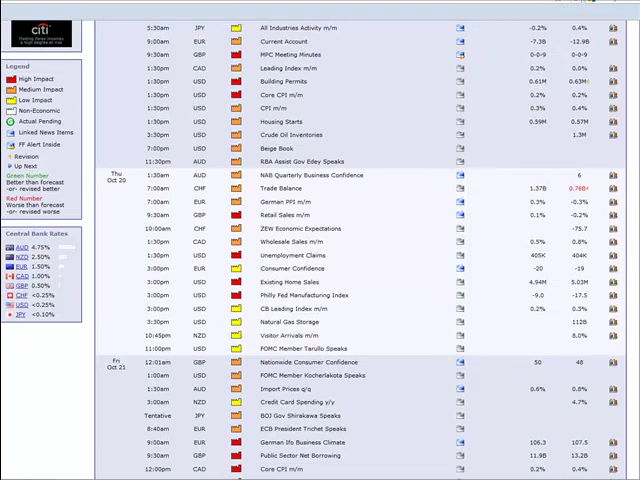 citi
Legend
High Impact
Medium Impact
Low Impact
Non-Economic
Actual Pending
Linked News Items
FF Alert Inside
Revision
Up Next
Green Number
Better than forecast
-or- revised better
Red Number
Worse than forecast
-or- revised worse
Central Bank Rates
AUD 4.75%
NZD 2.50%
EUR 1.50%
CAD 1.00%
GBP 0.50%
CHF <0.25%
USD <0.25%
JPY <0.10%
5:30am JPY All Industries Activity m/m -0.2% 0.4%
9:00am EUR Current Account -7.3B -12.9B
9:30am GBP MPC Meeting Minutes 0-0-9 0-0-9
1:30pm CAD Leading Index m/m 0.2% 0.0%
1:30pm USD Building Permits 0.61M 0.63M
1:30pm USD Core CPI m/m 0.2% 0.2%
1:30pm USD CPI m/m 0.3% 0.4%
1:30pm USD Housing Starts 0.59M 0.57M
3:30pm USD Crude Oil Inventories 1.3M
7:00pm USD Beige Book
11:30pm AUD RBA Assist Gov Edey Speaks
Thu Oct 20
1:30am AUD NAB Quarterly Business Confidence 6
7:00am CHF Trade Balance 1.37B 0.76B
7:00am EUR German PPI m/m 0.3% -0.3%
9:30am GBP Retail Sales m/m 0.1% -0.2%
10:00am CHF ZEW Economic Expectations -75.7
1:30pm CAD Wholesale Sales m/m 0.5% 0.8%
1:30pm USD Unemployment Claims 405K 404K
3:00pm EUR Consumer Confidence -20 -19
3:00pm USD Existing Home Sales 4.94M 5.03M
3:00pm USD Philly Fed Manufacturing Index -9.0 -17.5
3:00pm USD CB Leading Index m/m 0.2% 0.3%
3:30pm USD Natural Gas Storage 112B
10:45pm NZD Visitor Arrivals m/m 8.0%
11:00pm USD FOMC Member Tarullo Speaks
Fri Oct 21
12:01am GBP Nationwide Consumer Confidence 50 48
1:00am USD FOMC Member Kocherlakota Speaks
1:30am AUD Import Prices q/q 0.6% 0.8%
3:00am NZD Credit Card Spending y/y 4.7%
Tentative JPY BOJ Gov Shirakawa Speaks
8:40am EUR ECB President Trichet Speaks
9:00am EUR German Ifo Business Climate 106.3 107.5
9:30am GBP Public Sector Net Borrowing 11.9B 13.2B
12:00pm CAD Core CPI m/m 0.2% 0.4%